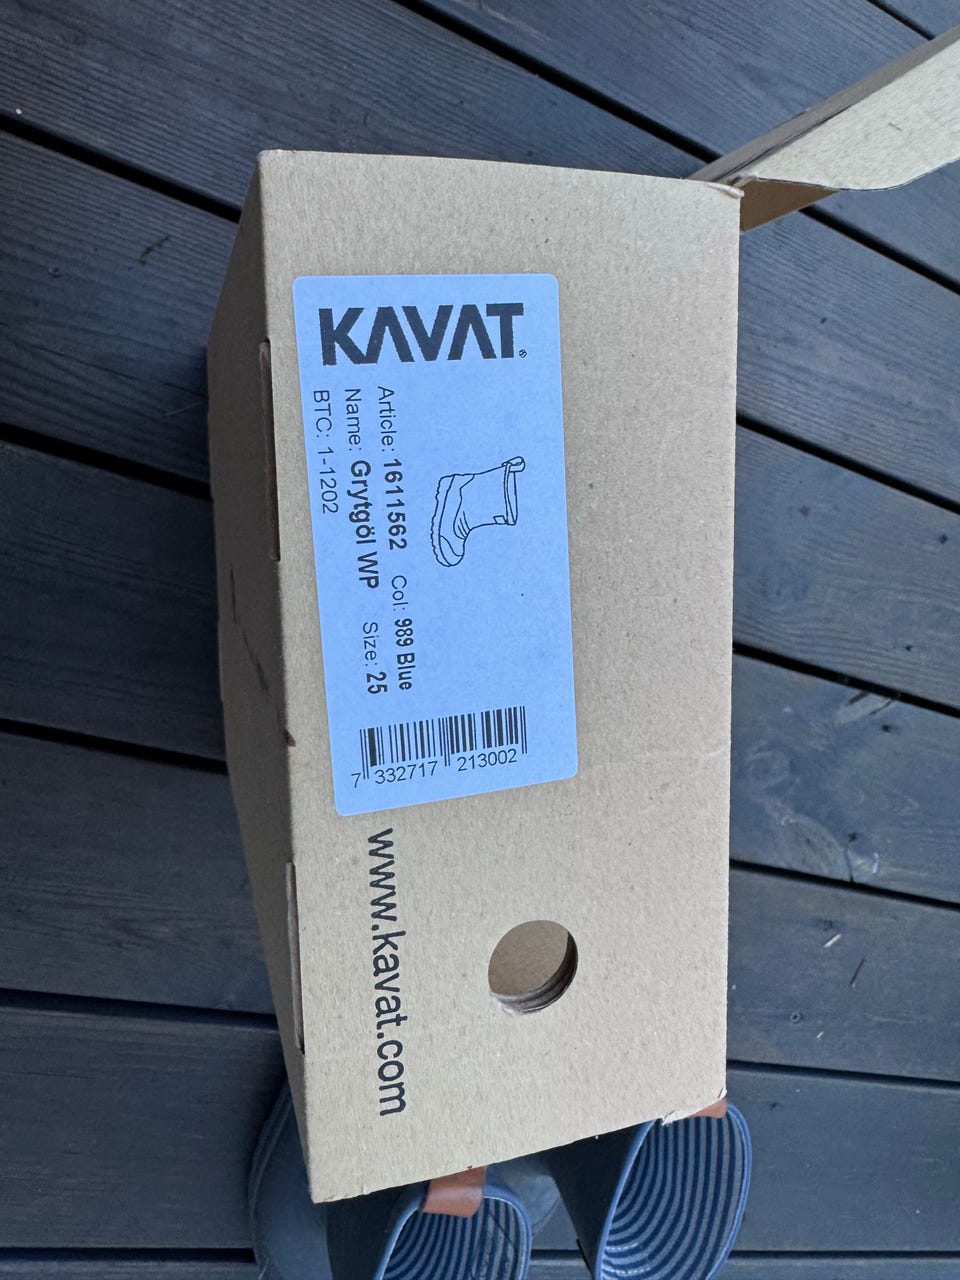 KAVAT®
Article: 1611562 Col: 989 Blue
Name: Grytgöl WP Size: 25
BTC: 1-1202
7 332717 213002
www.kavat.com